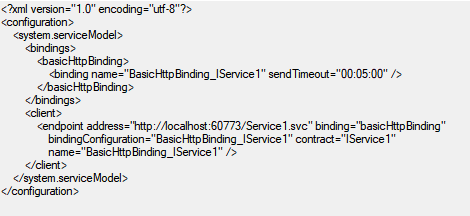 <?xml version="1.0" encoding="utf-8"?>
<configuration>
<system.serviceModel>
<bindings>
<basicHttpBinding>
<binding name="BasicHttpBinding_IService1" sendTimeout="00:05:00" />
</basicHttpBinding>
</bindings>
<client>
<endpoint address="http://localhost:60773/Service1.svc" binding="basicHttpBinding"
bindingConfiguration="BasicHttpBinding_IService1" contract="IService1"
name="BasicHttpBinding_IService1" />
</client>
</system.serviceModel>
</configuration>